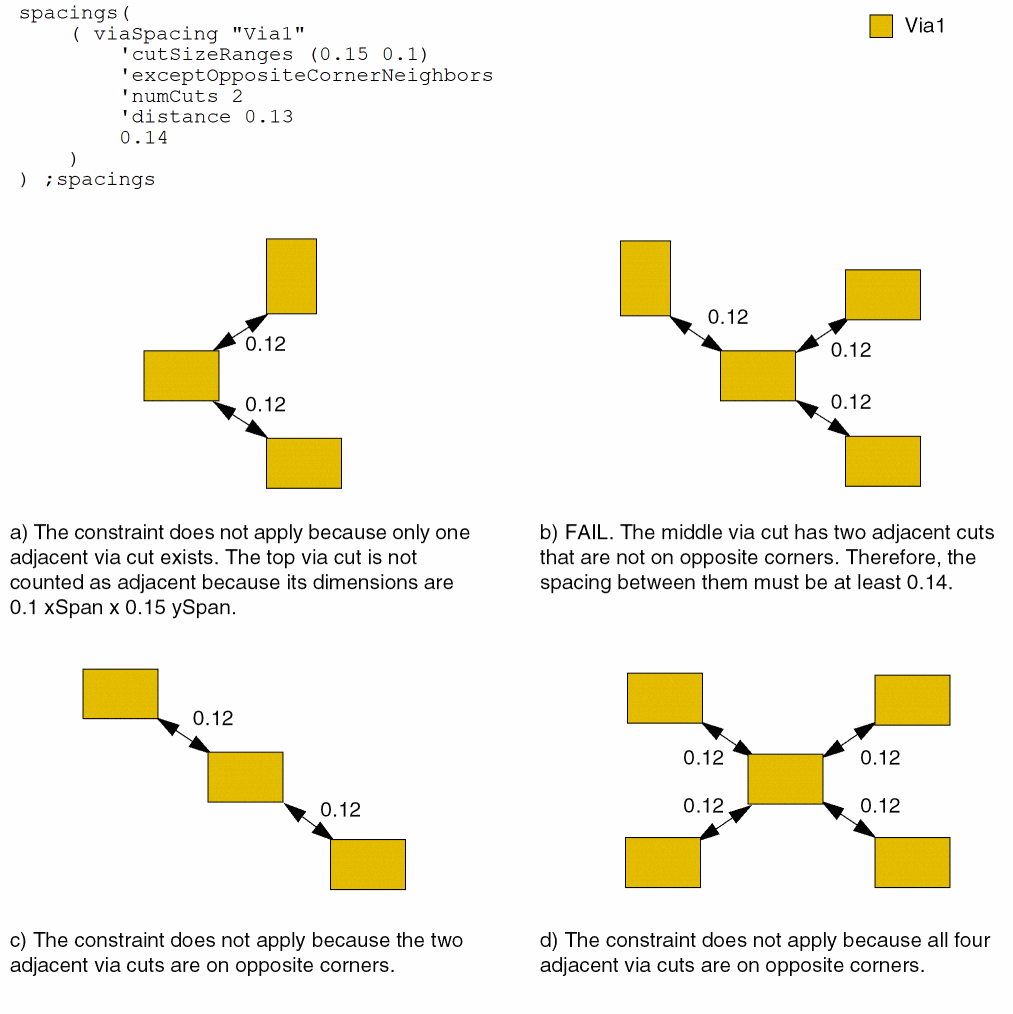 spacings(
( viaSpacing "Via1"
'cutSizeRanges (0.15 0.1)
'exceptOppositeCornerNeighbors
'numCuts 2
'distance 0.13
0.14
)
) ;spacings
Via1
0.12
0.12
0.12
0.12
0.12
a) The constraint does not apply because only one
adjacent via cut exists. The top via cut is not
counted as adjacent because its dimensions are
0.1 xSpan x 0.15 ySpan.
b) FAIL. The middle via cut has two adjacent cuts
that are not on opposite corners. Therefore, the
spacing between them must be at least 0.14.
0.12
0.12
0.12
0.12
0.12
0.12
c) The constraint does not apply because the two
adjacent via cuts are on opposite corners.
d) The constraint does not apply because all four
adjacent via cuts are on opposite corners.